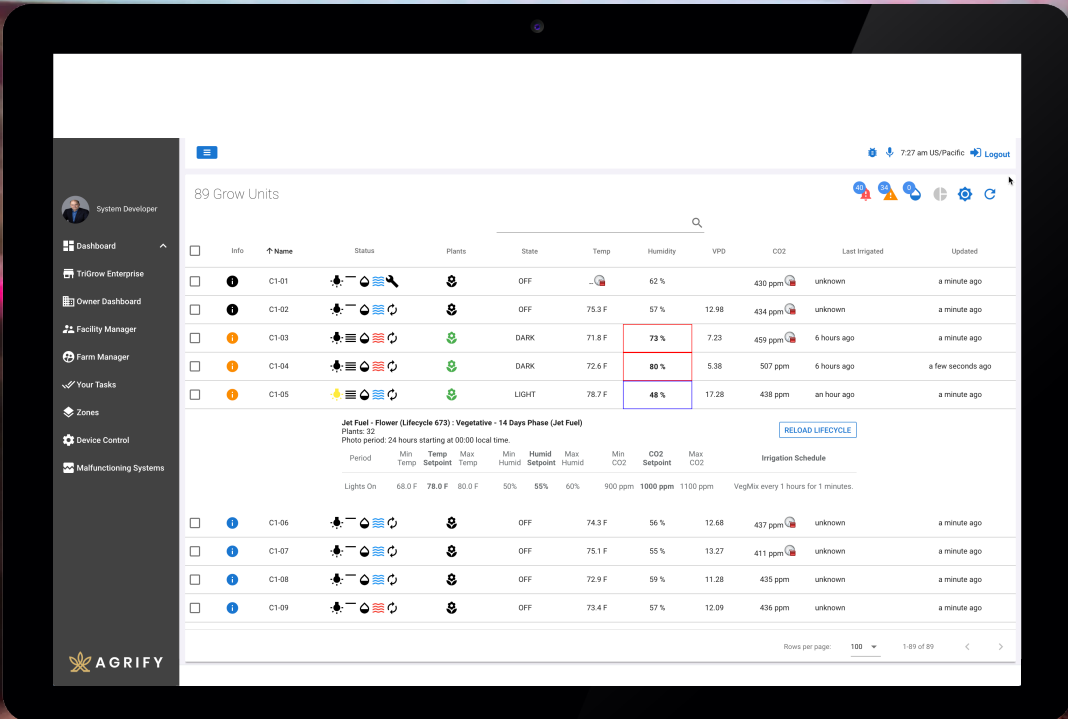 7:27 am US/Pacific Logout
89 Grow Units
40 34 0
System Developer
Dashboard
TriGrow Enterprise
Owner Dashboard
Facility Manager
Farm Manager
Your Tasks
Zones
Device Control
Malfunctioning Systems
AGRIFY
Info Name Status Plants State Temp Humidity VPD CO2 Last Irrigated Updated
C1-01 OFF _ 62 % 430 ppm unknown a minute ago
C1-02 OFF 75.3 F 57 % 12.98 434 ppm unknown a minute ago
C1-03 DARK 71.8 F 73 % 7.23 459 ppm 6 hours ago a minute ago
C1-04 DARK 72.6 F 80 % 5.38 507 ppm 6 hours ago a few seconds ago
C1-05 LIGHT 78.7 F 48 % 17.28 438 ppm an hour ago a minute ago
Jet Fuel - Flower (Lifecycle 673) : Vegetative - 14 Days Phase (Jet Fuel)
Plants: 32
Photo period: 24 hours starting at 00:00 local time.
RELOAD LIFECYCLE
Period Min Temp Temp Setpoint Max Temp Min Humid Humid Setpoint Max Humid Min CO2 CO2 Setpoint Max CO2 Irrigation Schedule
Lights On 68.0 F 78.0 F 80.0 F 50% 55% 60% 900 ppm 1000 ppm 1100 ppm VegMix every 1 hours for 1 minutes.
C1-06 OFF 74.3 F 56 % 12.68 437 ppm unknown a minute ago
C1-07 OFF 75.1 F 55 % 13.27 411 ppm unknown a minute ago
C1-08 OFF 72.9 F 59 % 11.28 435 ppm unknown a minute ago
C1-09 OFF 73.4 F 57 % 12.09 436 ppm unknown a minute ago
Rows per page: 100 1-89 of 89